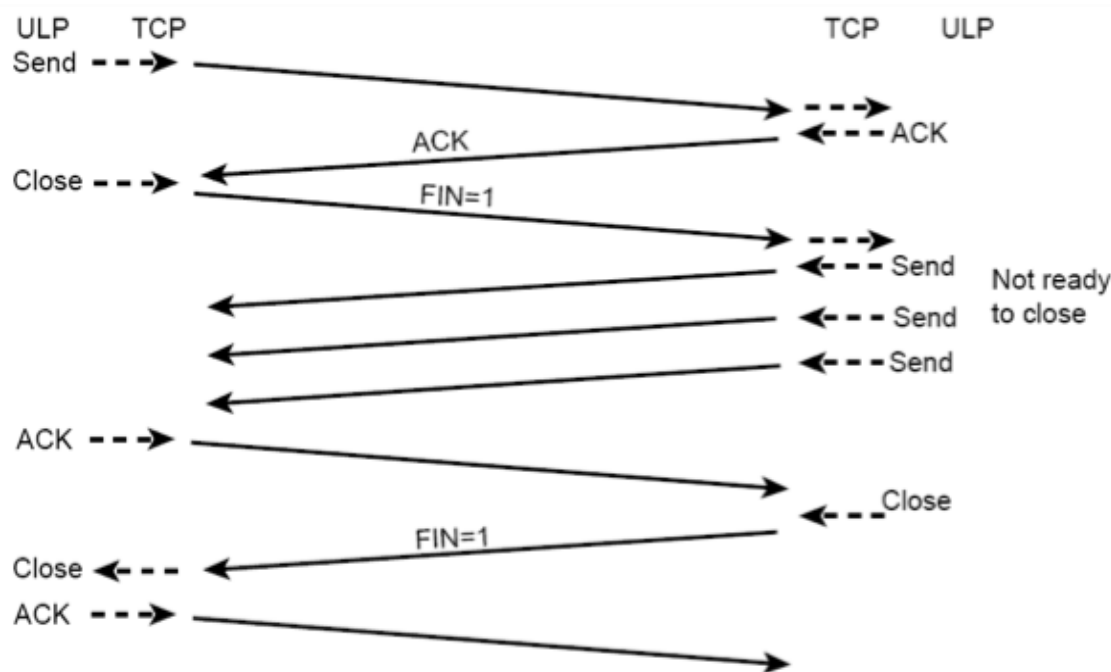 ULP TCP TCP ULP
Send
ACK
ACK
Close
FIN=1
Send
Not ready
to close
Send
Send
ACK
Close
FIN=1
Close
ACK